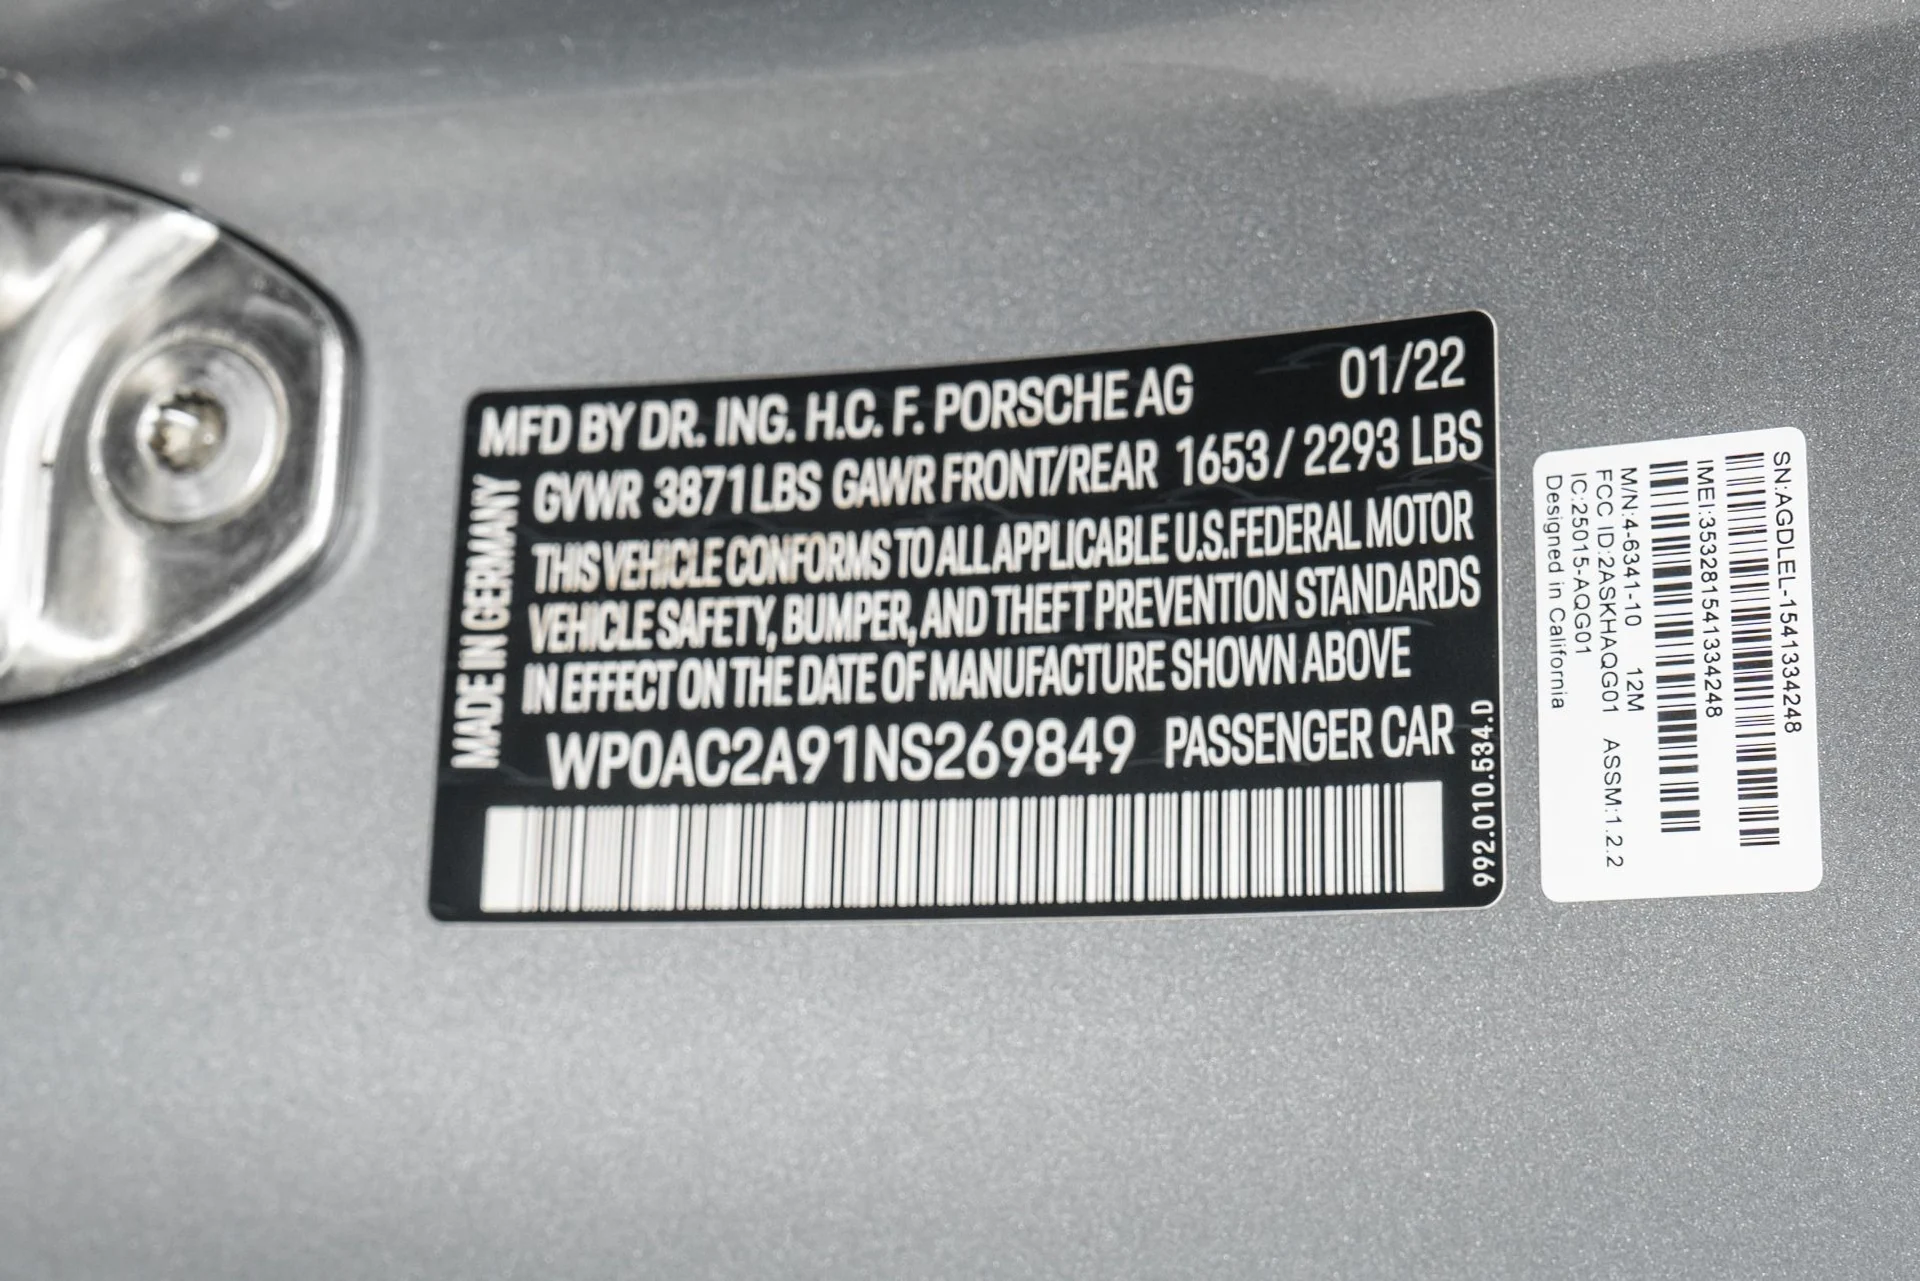 MFD BY DR. ING. H.C. F. PORSCHE AG 01/22
GVWR 3871 LBS GAWR FRONT/REAR 1653 / 2293 LBS
THIS VEHICLE CONFORMS TO ALL APPLICABLE U.S.FEDERAL MOTOR
VEHICLE SAFETY, BUMPER, AND THEFT PREVENTION STANDARDS
IN EFFECT ON THE DATE OF MANUFACTURE SHOWN ABOVE
WP0AC2A91NS269849 PASSENGER CAR
MADE IN GERMANY
992.010.534.D
SN:AGDLEL-154133424​8
IMEI:353281541334248
M/N:4-63341-10 12M
FCC ID:2ASKHAQG01 ASSM:1.2.2
IC:25015-AQG01
Designed in California